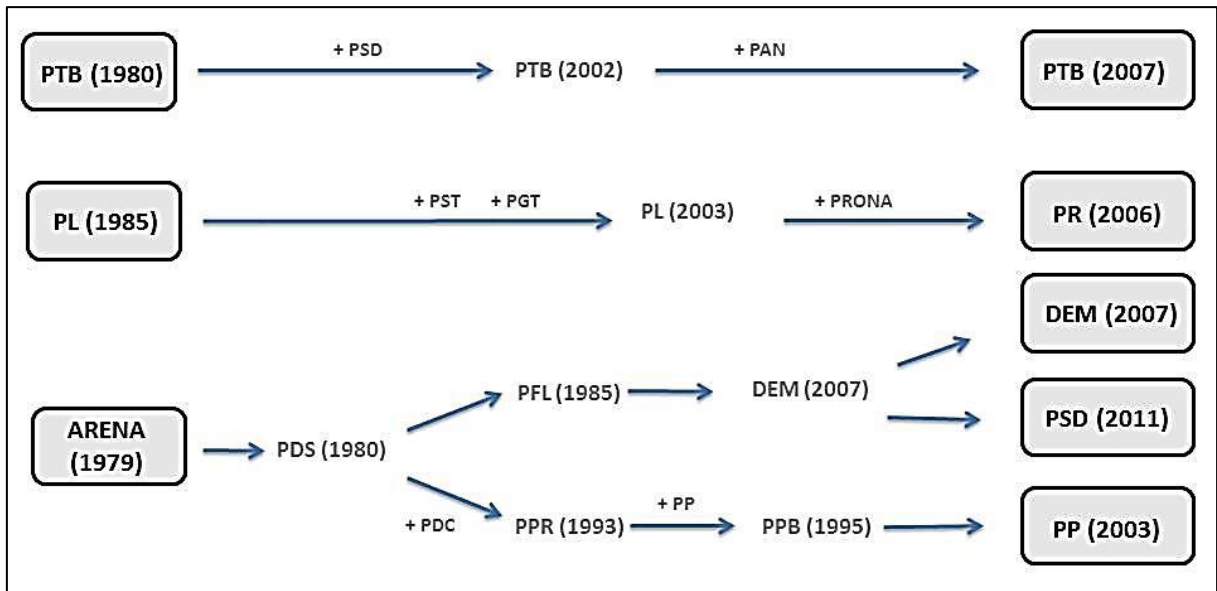 + PSD
+ PAN
PTB (1980)
PTB (2002)
PTB (2007)
+ PST
+ PGT
+ PRONA
PL (1985)
PL (2003)
PR (2006)
DEM (2007)
PFL (1985)
DEM (2007)
PSD (2011)
ARENA
(1979)
PDS (1980)
+ PDC
PPR (1993)
+ PP
PPB (1995)
PP (2003)